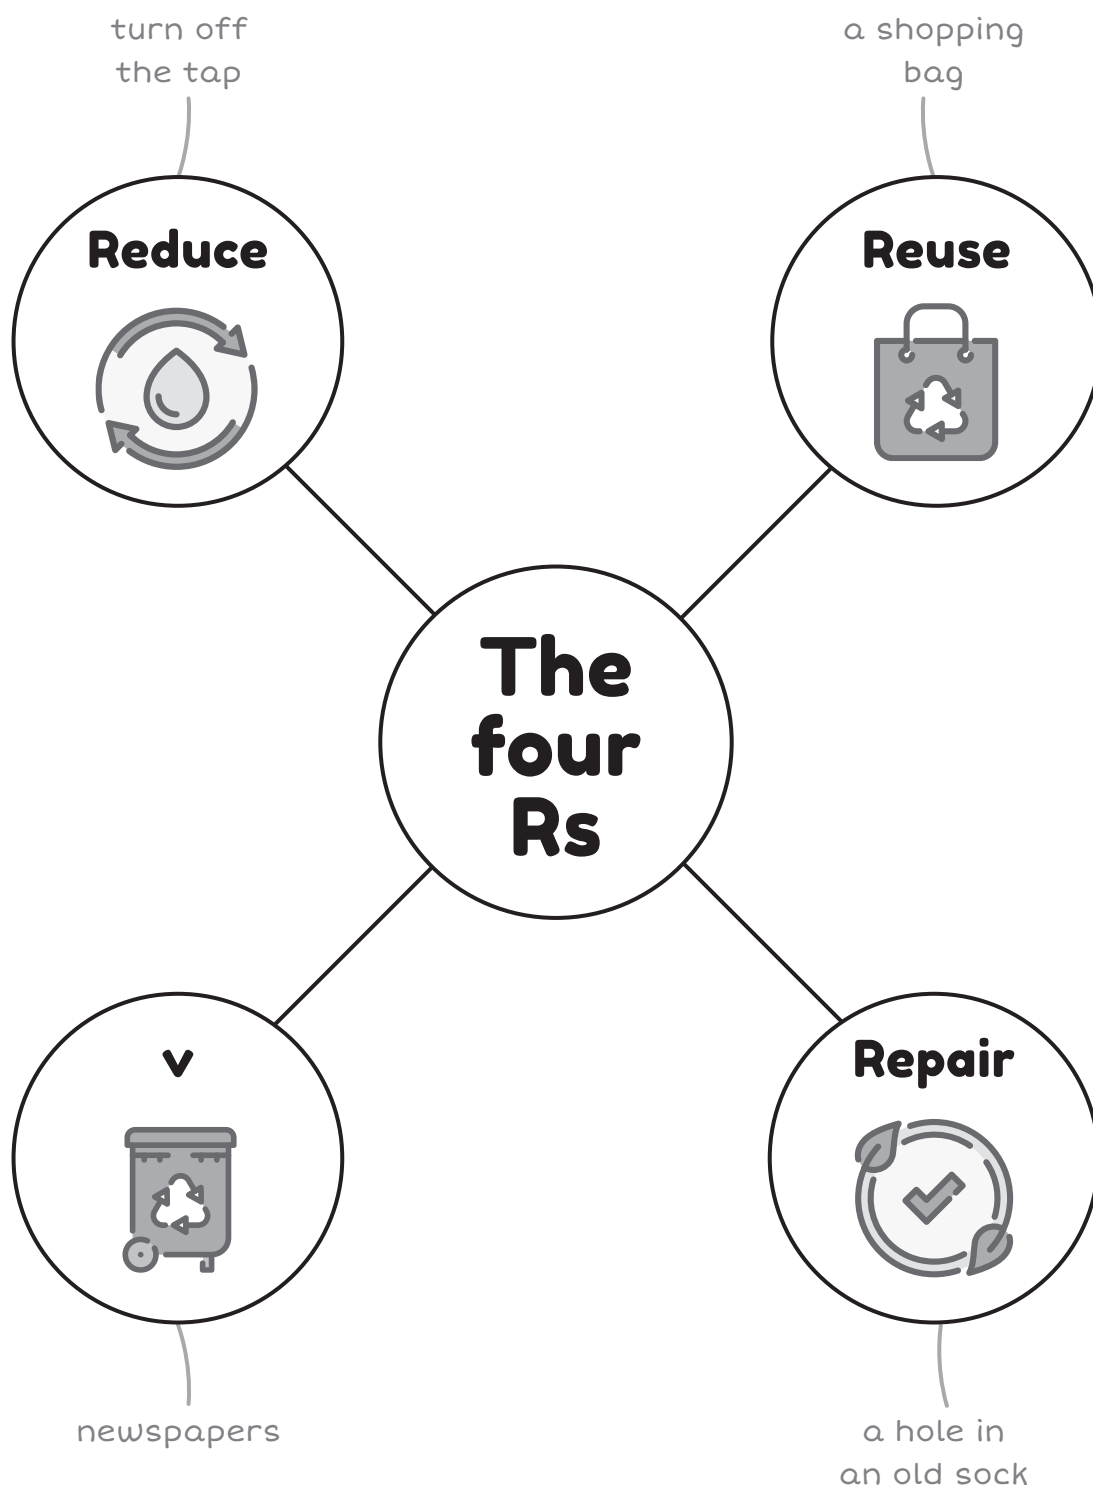 turn off
the tap
a shopping
bag
Reduce
Reuse
The
four
Rs
v
Repair
newspapers
a hole in
an old sock